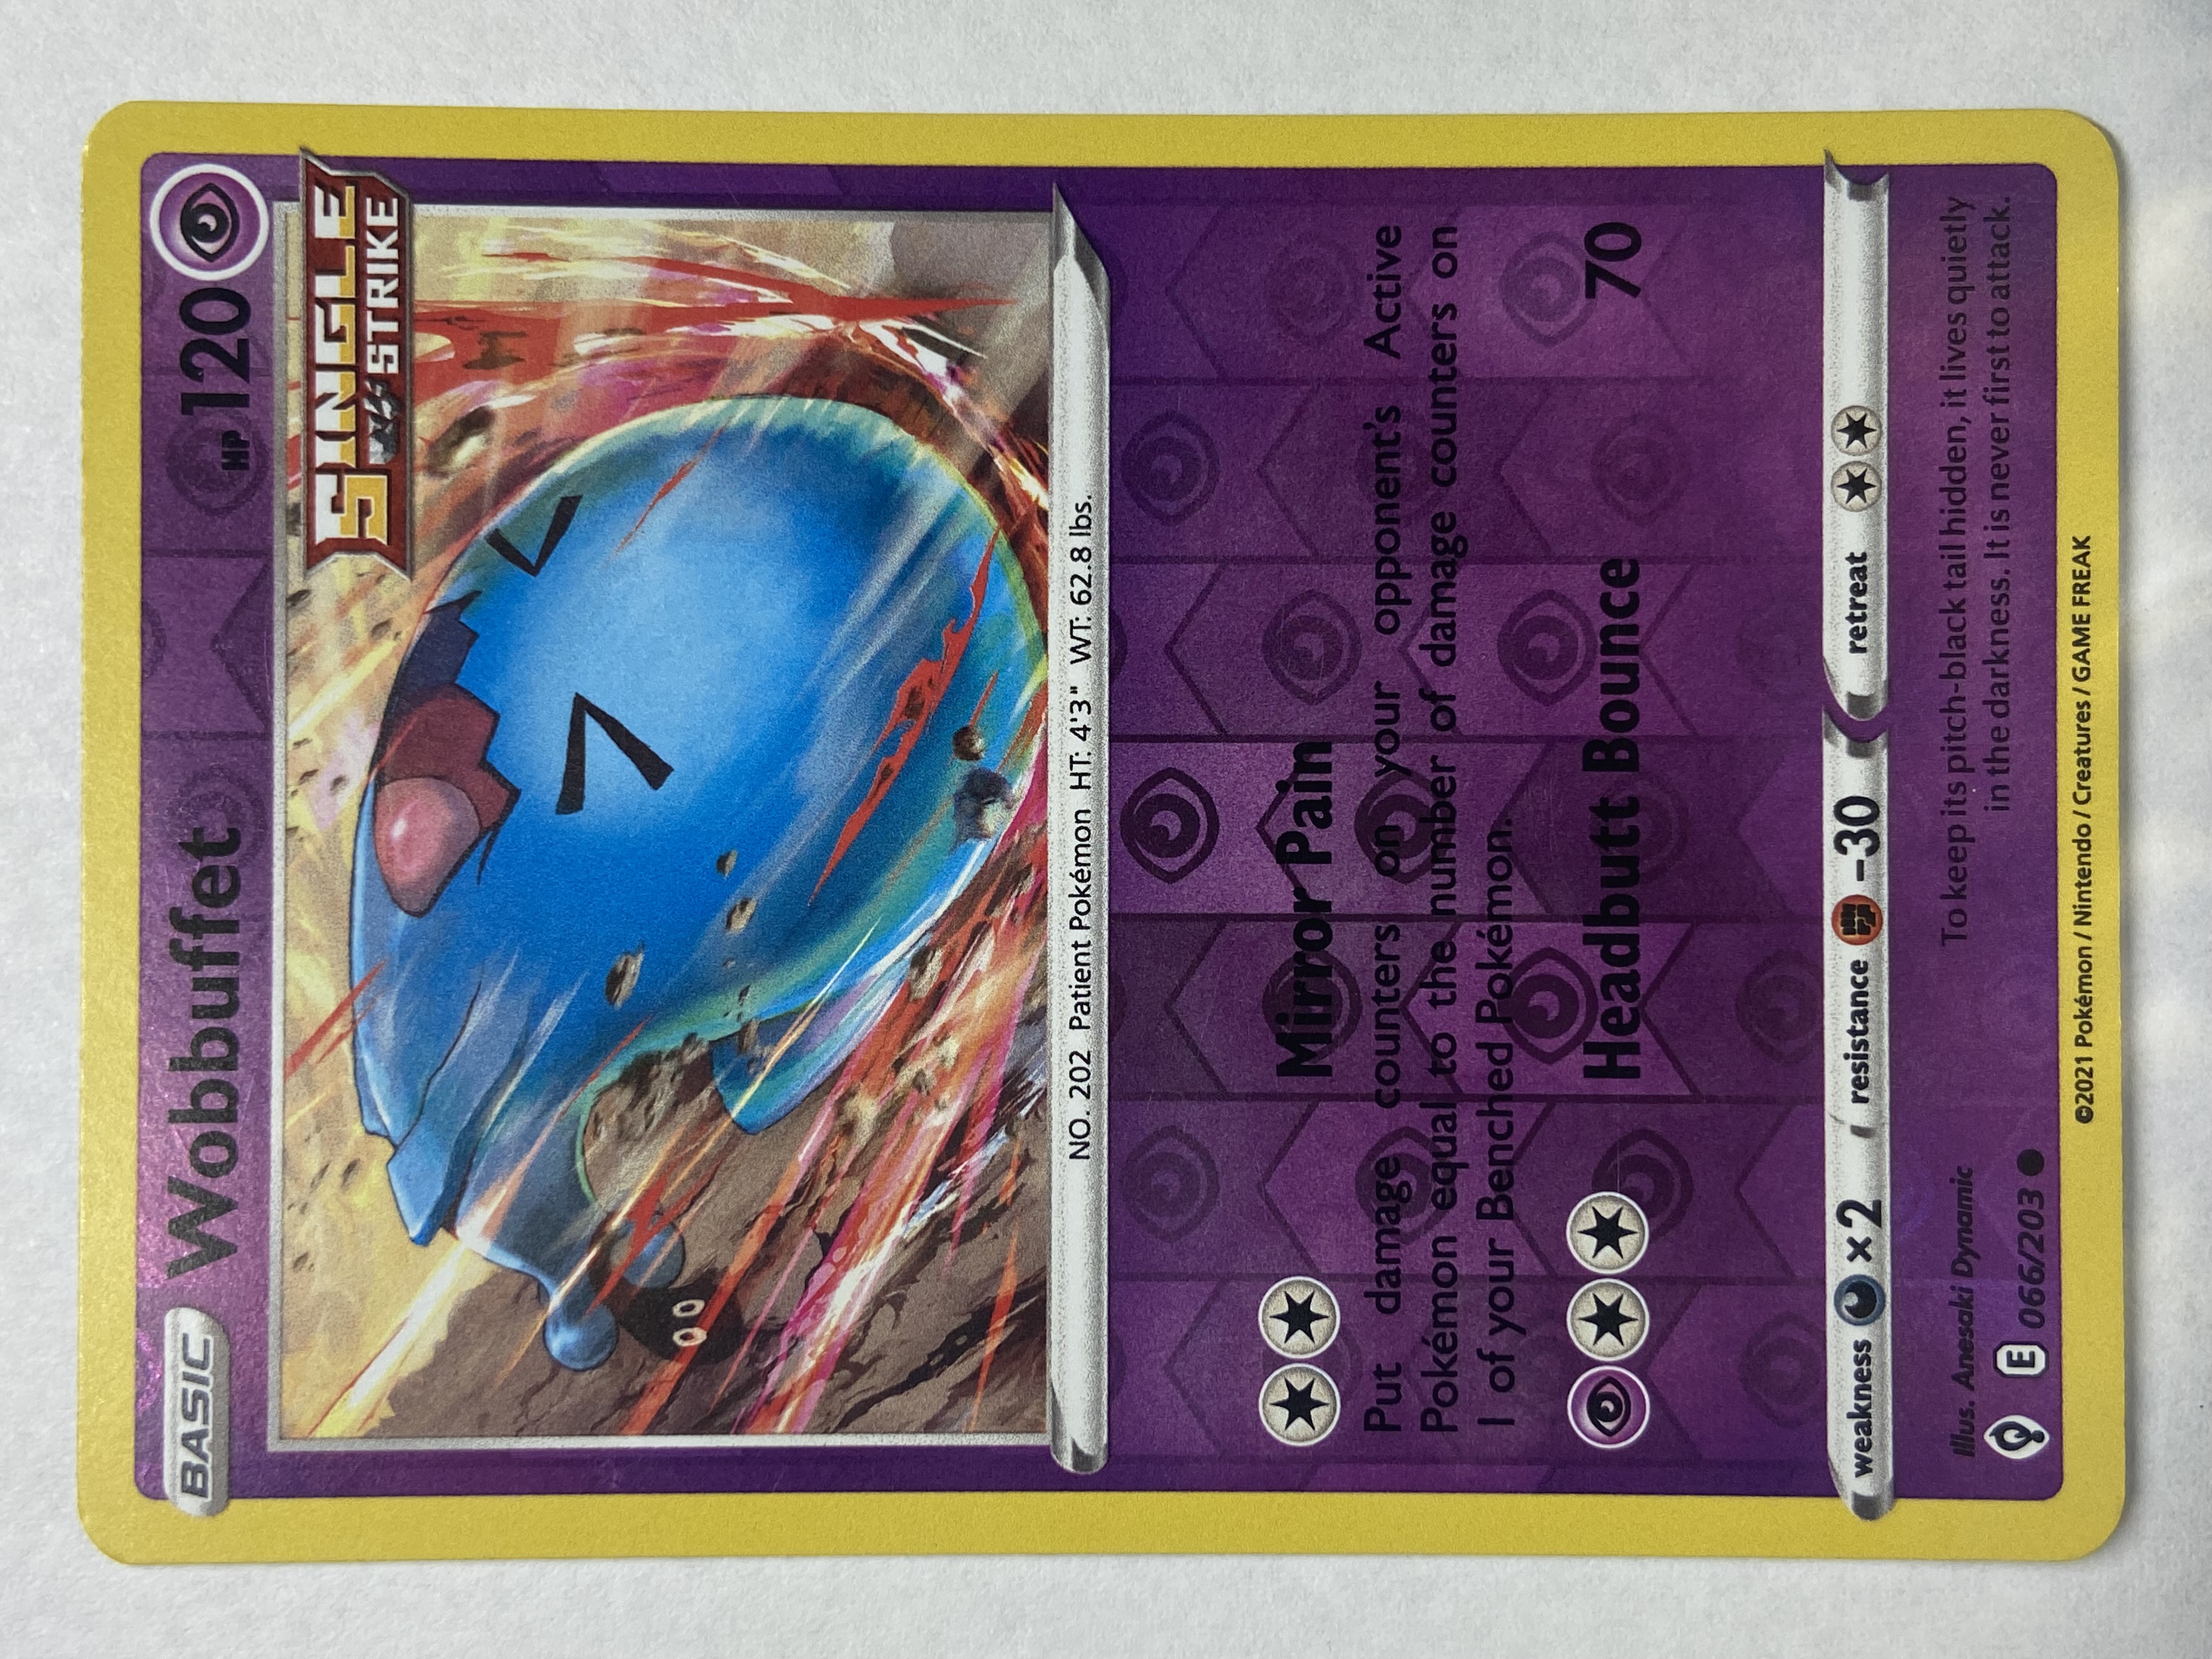 BASIC Wobbuffet HP 120
SINGLE
STRIKE
NO. 202 Patient Pokémon HT: 4'3" WT: 62.8 lbs.
Mirror Pain
Put damage counters on your opponent's Active
Pokémon equal to the number of damage counters on
1 of your Benched Pokémon.
Headbutt Bounce 70
weakness ×2 resistance -30 retreat
Illus. Anesaki Dynamic
To keep its pitch-black tail hidden, it lives quietly
in the darkness. It is never first to attack.
E 066/203
©2021 Pokémon / Nintendo / Creatures / GAME FREAK